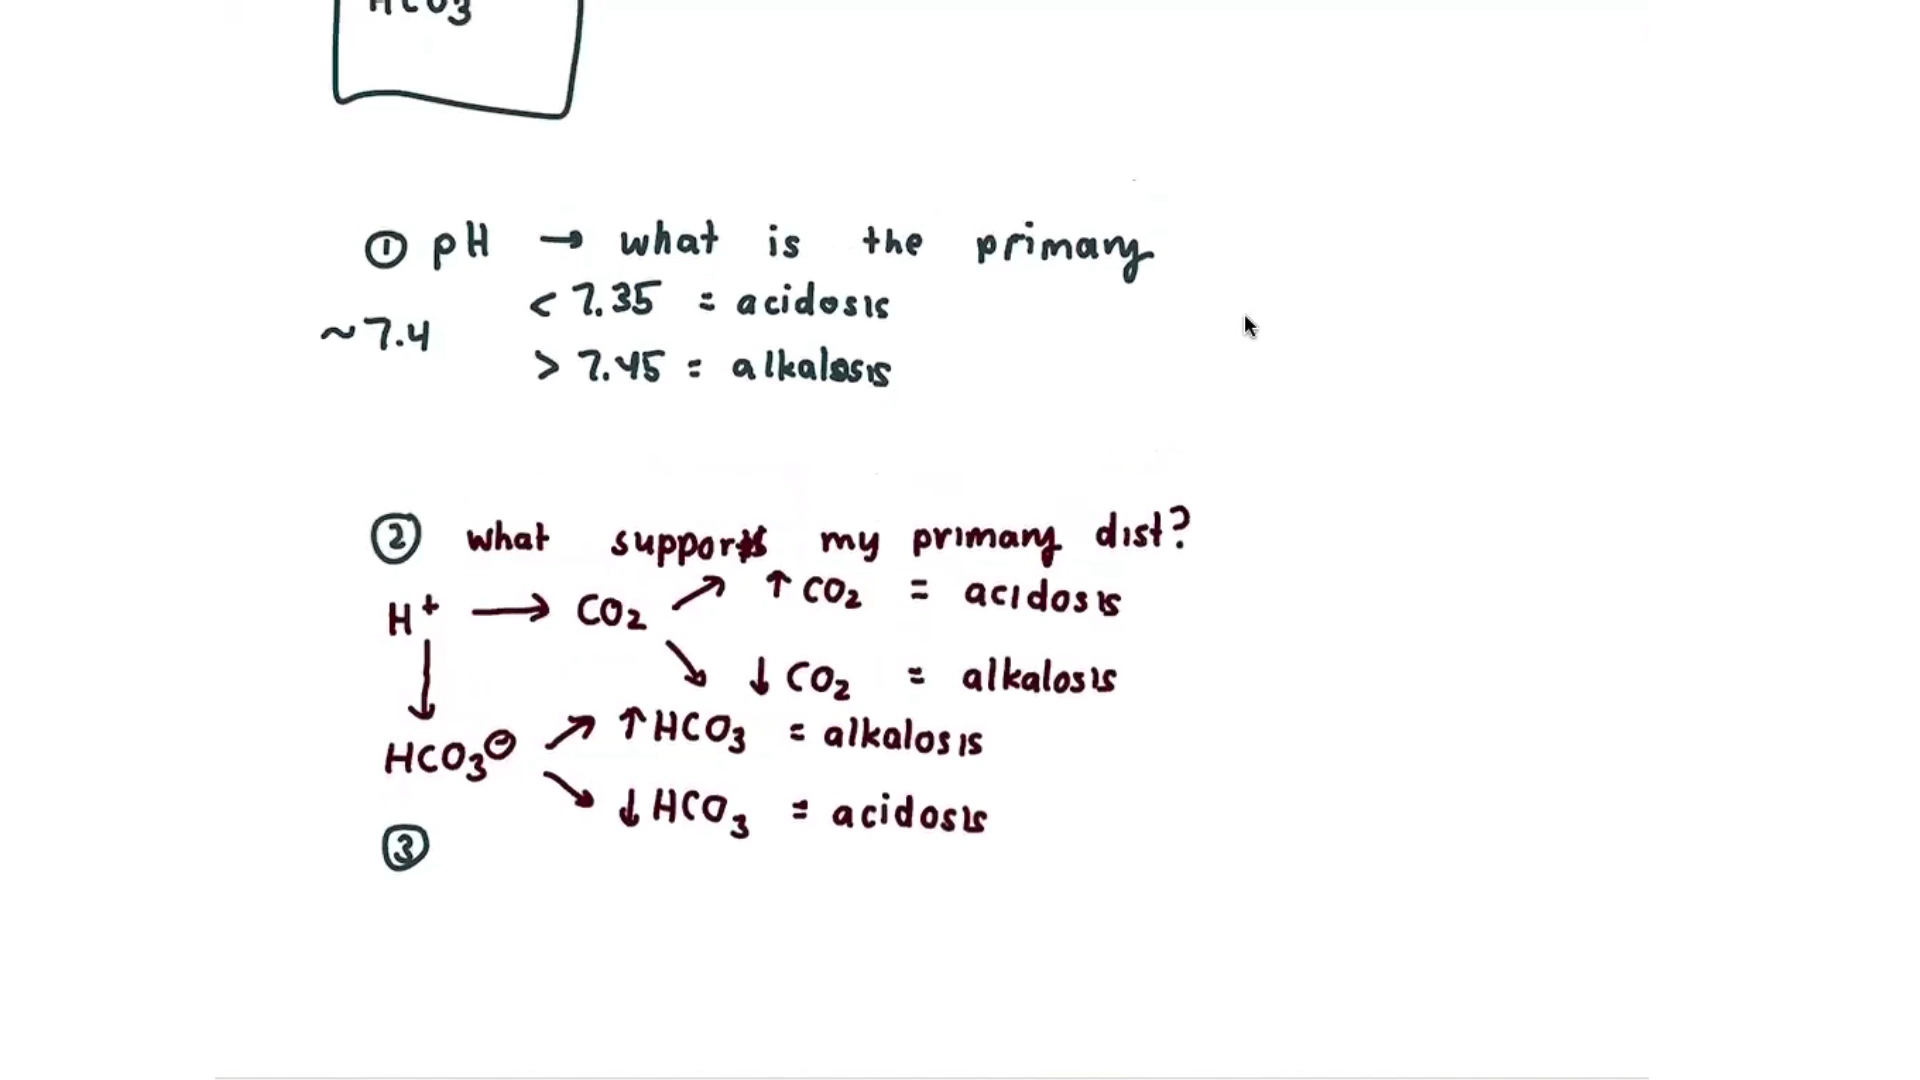 HCO3
① pH → what is the primary
< 7.35 = acidosis
~7.4
> 7.45 = alkalosis
② what supports my primary dist?
H⁺ → CO2 ↗ ↑ CO2 = acidosis
↘ ↓ CO2 = alkalosis
HCO3⊖ ↗ ↑ HCO3 = alkalosis
↘ ↓ HCO3 = acidosis
③